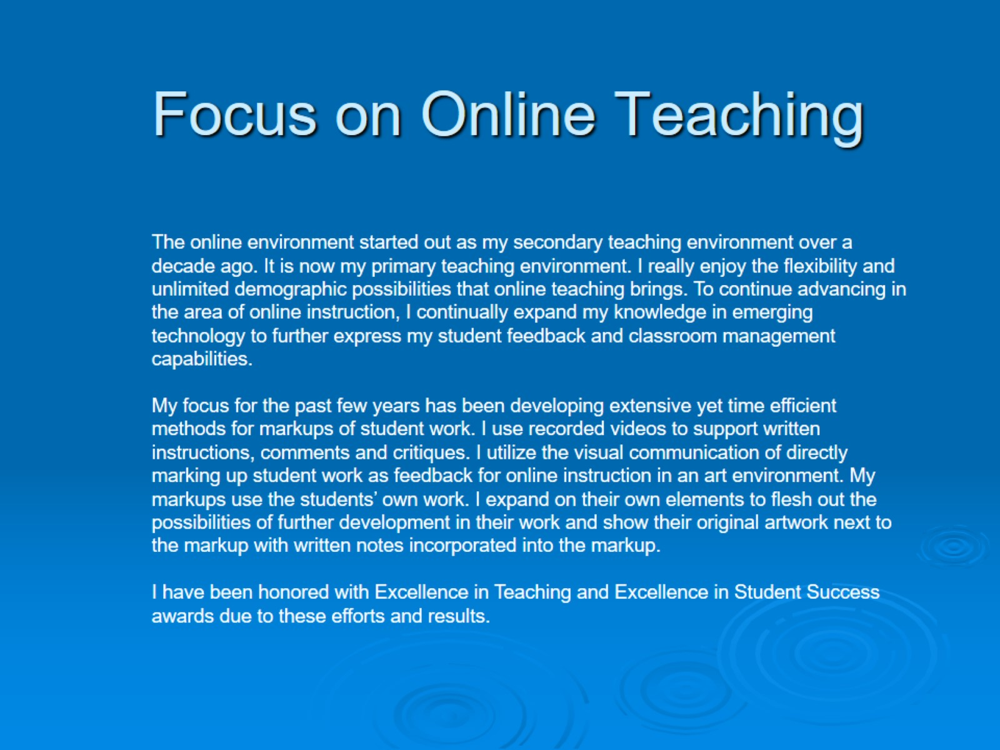 Focus on Online Teaching
The online environment started out as my secondary teaching environment over a
decade ago. It is now my primary teaching environment. I really enjoy the flexibility and
unlimited demographic possibilities that online teaching brings. To continue advancing in
the area of online instruction, I continually expand my knowledge in emerging
technology to further express my student feedback and classroom management
capabilities.
My focus for the past few years has been developing extensive yet time efficient
methods for markups of student work. I use recorded videos to support written
instructions, comments and critiques. I utilize the visual communication of directly
marking up student work as feedback for online instruction in an art environment. My
markups use the students’ own work. I expand on their own elements to flesh out the
possibilities of further development in their work and show their original artwork next to
the markup with written notes incorporated into the markup.
I have been honored with Excellence in Teaching and Excellence in Student Success
awards due to these efforts and results.